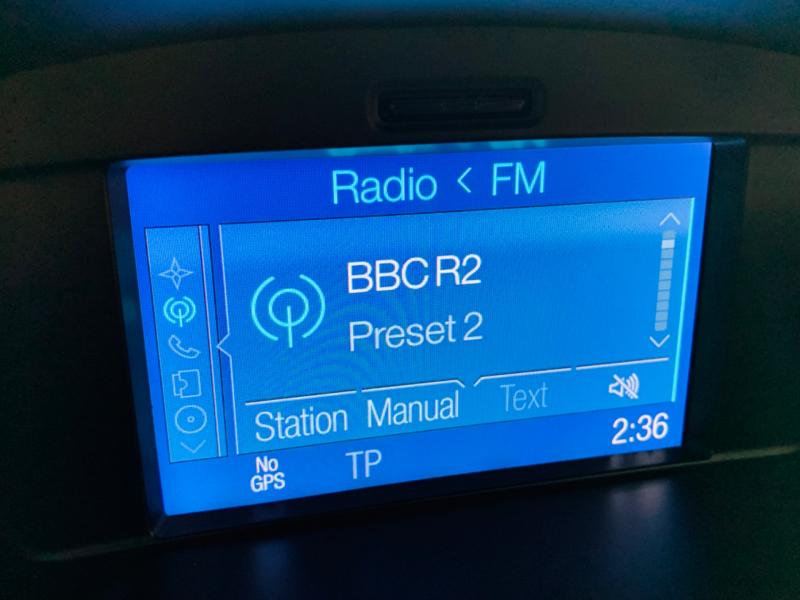 Radio < FM
BBC R2
Preset 2
Station Manual Text
2:36
No
GPS
TP